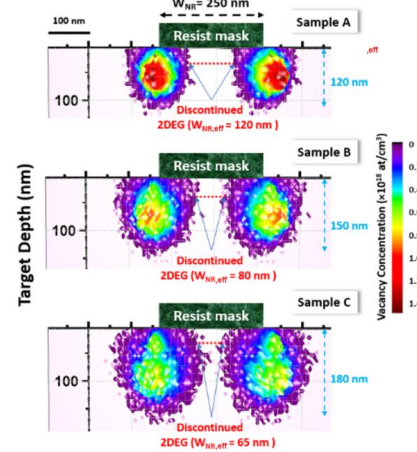 W_NR = 250 nm
100 nm
Resist mask
Sample A
,eff
120 nm
100
Discontinued
2DEG (W_NR,eff = 120 nm )
Resist mask
Sample B
150 nm
100
Discontinued
2DEG (W_NR,eff = 80 nm )
Resist mask
Sample C
180 nm
100
Discontinued
2DEG (W_NR,eff = 65 nm )
Target Depth (nm)
Vacancy Concentration (×10¹⁸ at/cm³)
0